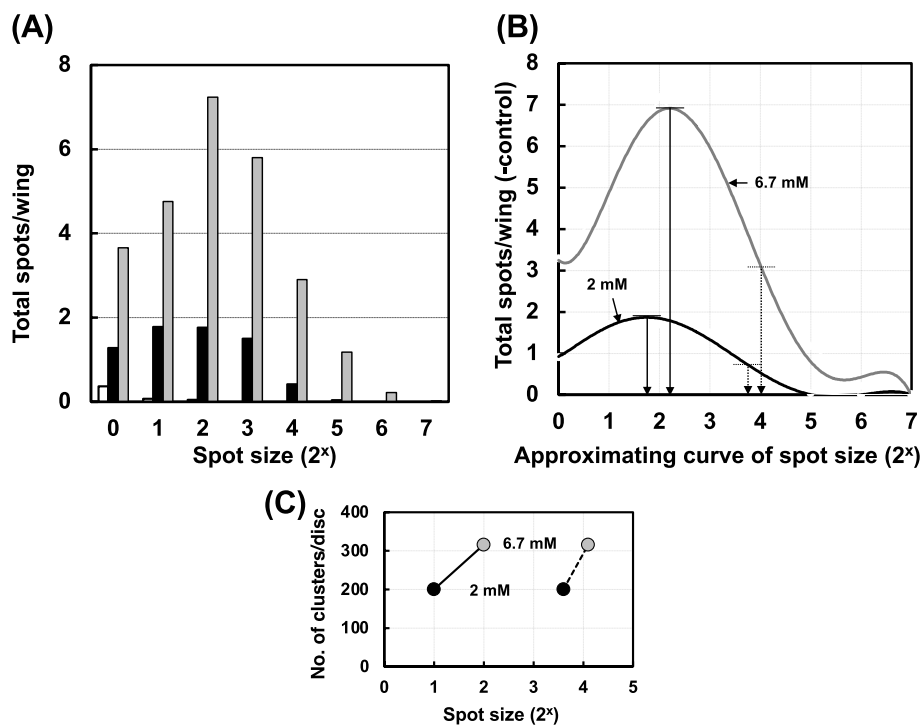 (A)
Total spots/wing
8
6
4
2
0
0 1 2 3 4 5 6 7
Spot size (2ˣ)
(B)
Total spots/wing (-control)
8
7
6
5
4
3
2
1
0
6.7 mM
2 mM
0 1 2 3 4 5 6 7
Approximating curve of spot size (2ˣ)
(C)
No. of clusters/disc
400
300
200
100
0
6.7 mM
2 mM
0 1 2 3 4 5
Spot size (2ˣ)